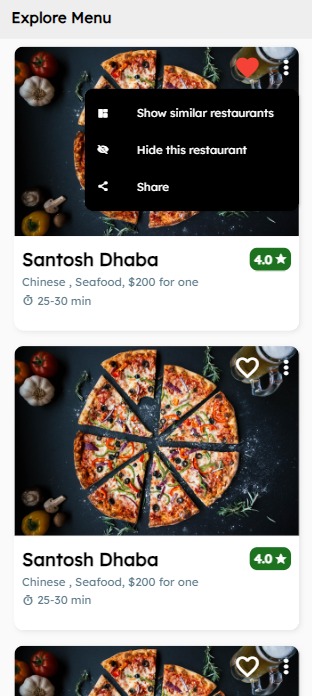 Explore Menu
Show similar restaurants
Hide this restaurant
Share
Santosh Dhaba
4.0 ★
Chinese , Seafood, $200 for one
25-30 min
Santosh Dhaba
4.0 ★
Chinese , Seafood, $200 for one
25-30 min